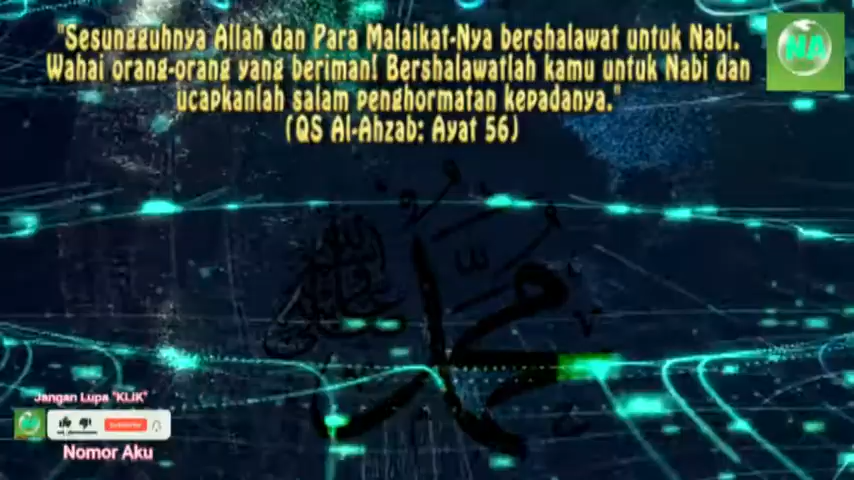 "Sesungguhnya Allah dan Para Malaikat-Nya bershalawat untuk Nabi.
Wahai orang-orang yang beriman! Bershalawatlah kamu untuk Nabi dan
ucapkanlah salam penghormatan kepadanya."
(QS Al-Ahzab: Ayat 56)
NA
محمد
Jangan Lupa "KLIK"
Nomor Aku